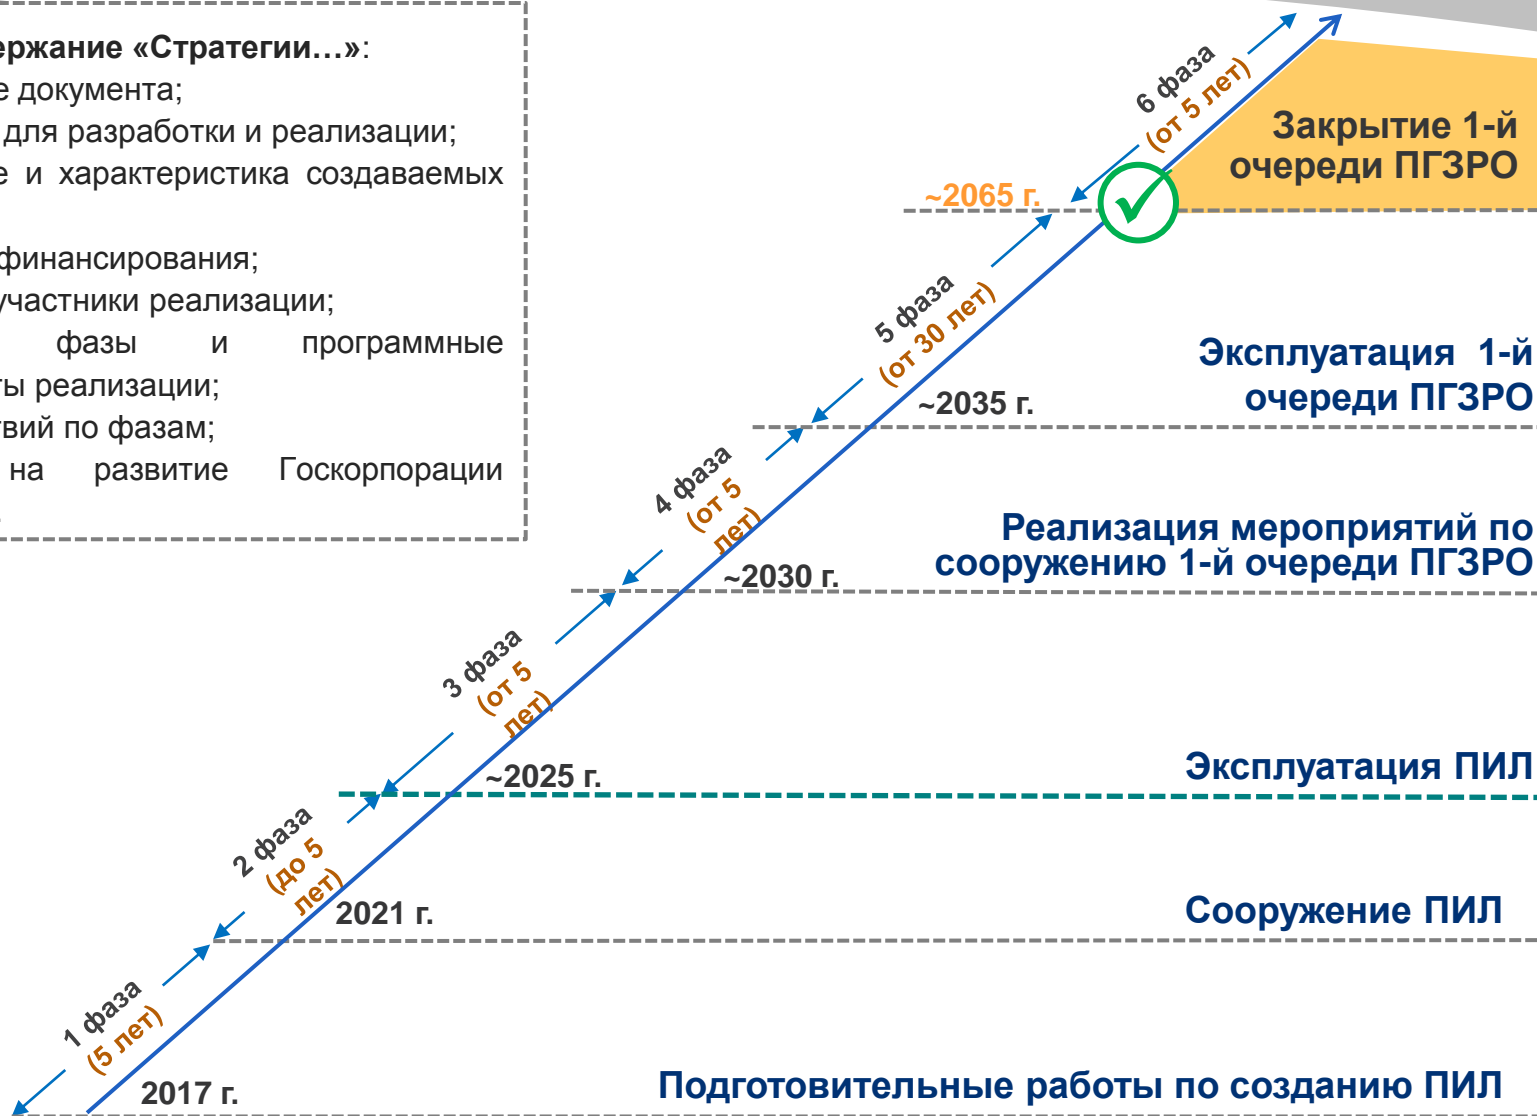 ержание «Стратегии…»:
е документа;
для разработки и реализации;
е и характеристика создаваемых
финансирования;
участники реализации;
фазы и программные
ты реализации;
твий по фазам;
на развитие Госкорпорации
6 фаза
(от 5 лет)
Закрытие 1-й
очереди ПГЗРО
~2065 г.
5 фаза
(от 30 лет)
Эксплуатация 1-й
очереди ПГЗРО
~2035 г.
4 фаза
(от 5
лет)
Реализация мероприятий по
сооружению 1-й очереди ПГЗРО
~2030 г.
3 фаза
(от 5
лет)
Эксплуатация ПИЛ
~2025 г.
2 фаза
(до 5
лет)
Сооружение ПИЛ
2021 г.
1 фаза
(5 лет)
Подготовительные работы по созданию ПИЛ
2017 г.